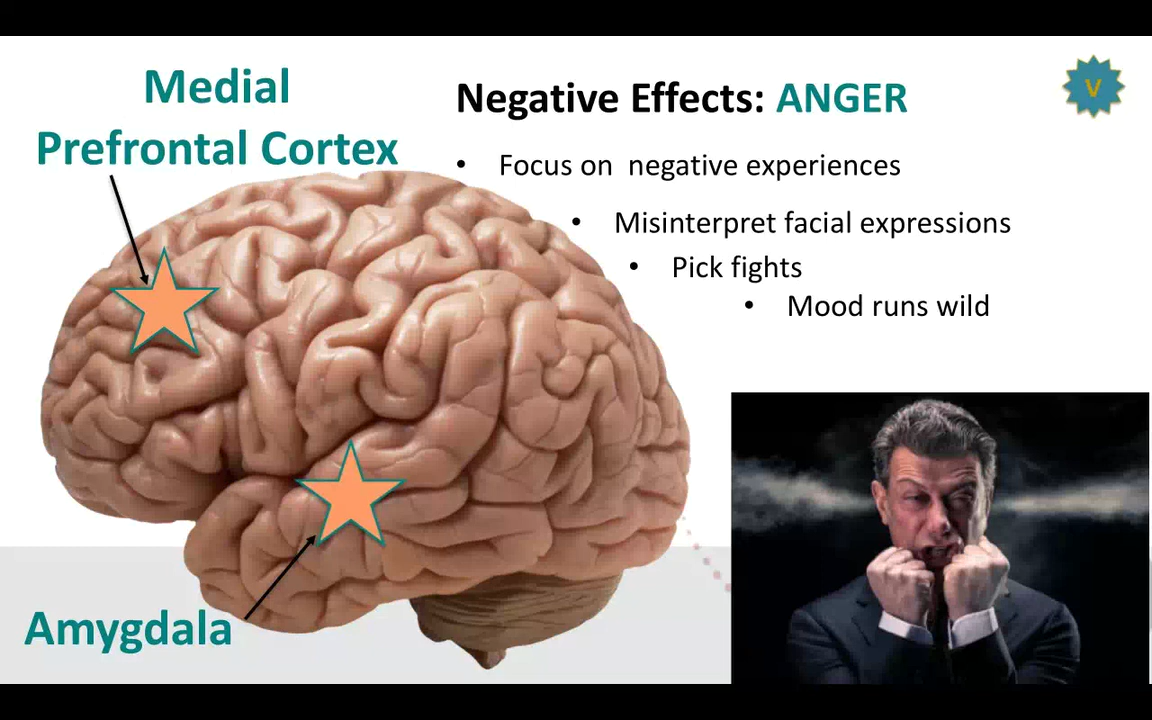 Medial
Prefrontal Cortex
Negative Effects: ANGER
V
• Focus on  negative experiences
• Misinterpret facial expressions
• Pick fights
• Mood runs wild
Amygdala